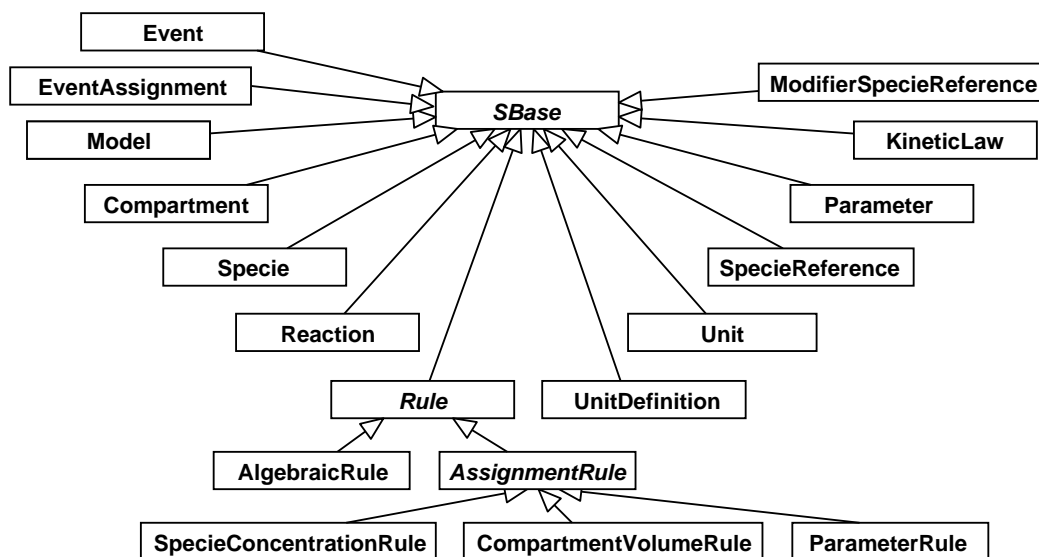 Event
EventAssignment
ModifierSpecieReference
SBase
Model
KineticLaw
Compartment
Parameter
Specie
SpecieReference
Reaction
Unit
Rule
UnitDefinition
AlgebraicRule
AssignmentRule
SpecieConcentrationRule
CompartmentVolumeRule
ParameterRule